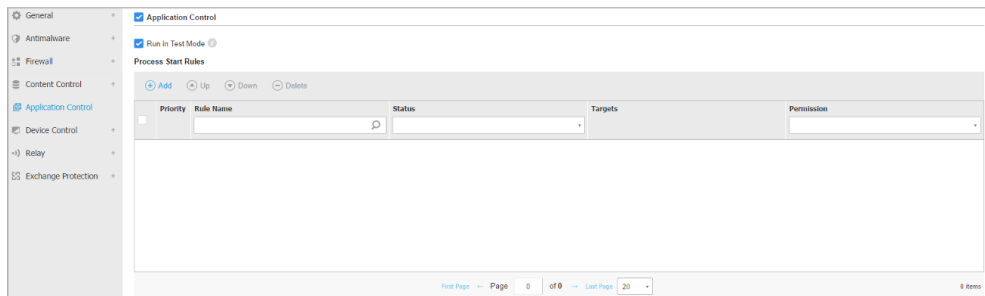 General
Antimalware
Firewall
Content Control
Application Control
Device Control
Relay
Exchange Protection
Application Control
Run in Test Mode
Process Start Rules
Add Up Down Delete
Priority Rule Name Status Targets Permission
First Page ← Page 0 of 0 → Last Page 20 0 items